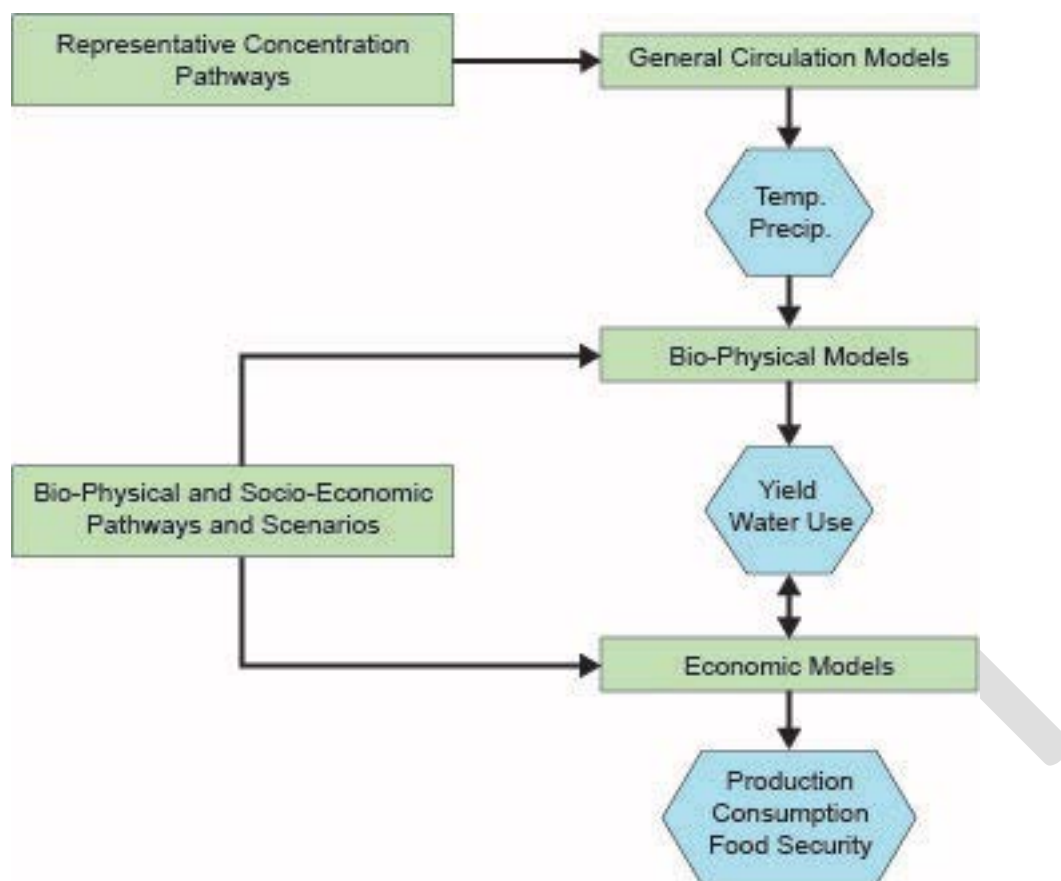 Representative Concentration
Pathways
General Circulation Models
Temp.
Precip.
Bio-Physical Models
Bio-Physical and Socio-Economic
Pathways and Scenarios
Yield
Water Use
Economic Models
Production
Consumption
Food Security